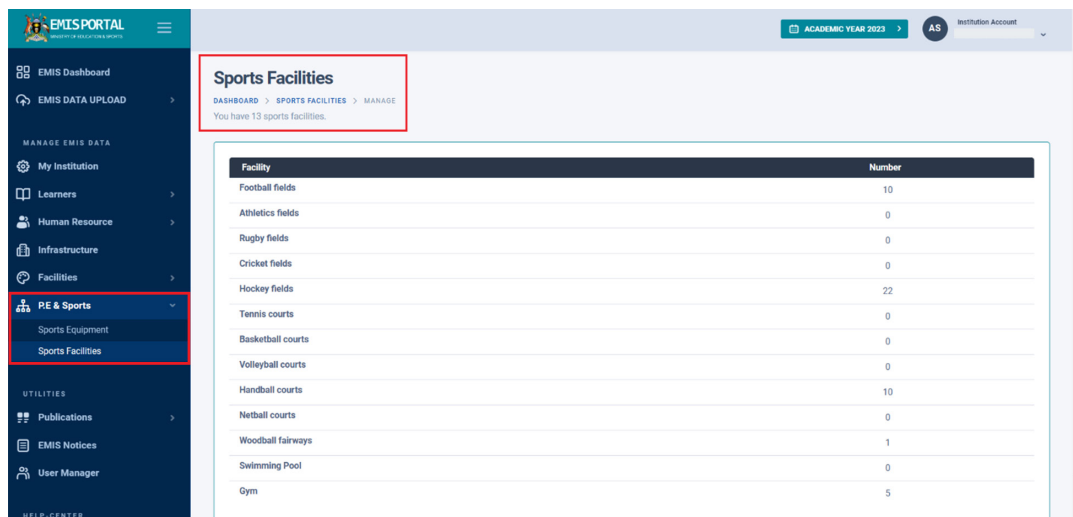 EMIS PORTAL
MINISTRY OF EDUCATION & SPORTS
ACADEMIC YEAR 2023 >
AS
Institution Account
EMIS Dashboard
EMIS DATA UPLOAD >
MANAGE EMIS DATA
My Institution
Learners >
Human Resource >
Infrastructure
Facilities >
P.E & Sports
Sports Equipment
Sports Facilities
UTILITIES
Publications >
EMIS Notices
User Manager
HELP-CENTER
Sports Facilities
DASHBOARD > SPORTS FACILITIES > MANAGE
You have 13 sports facilities.
Facility Number
Football fields 10
Athletics fields 0
Rugby fields 0
Cricket fields 0
Hockey fields 22
Tennis courts 0
Basketball courts 0
Volleyball courts 0
Handball courts 10
Netball courts 0
Woodball fairways 1
Swimming Pool 0
Gym 5